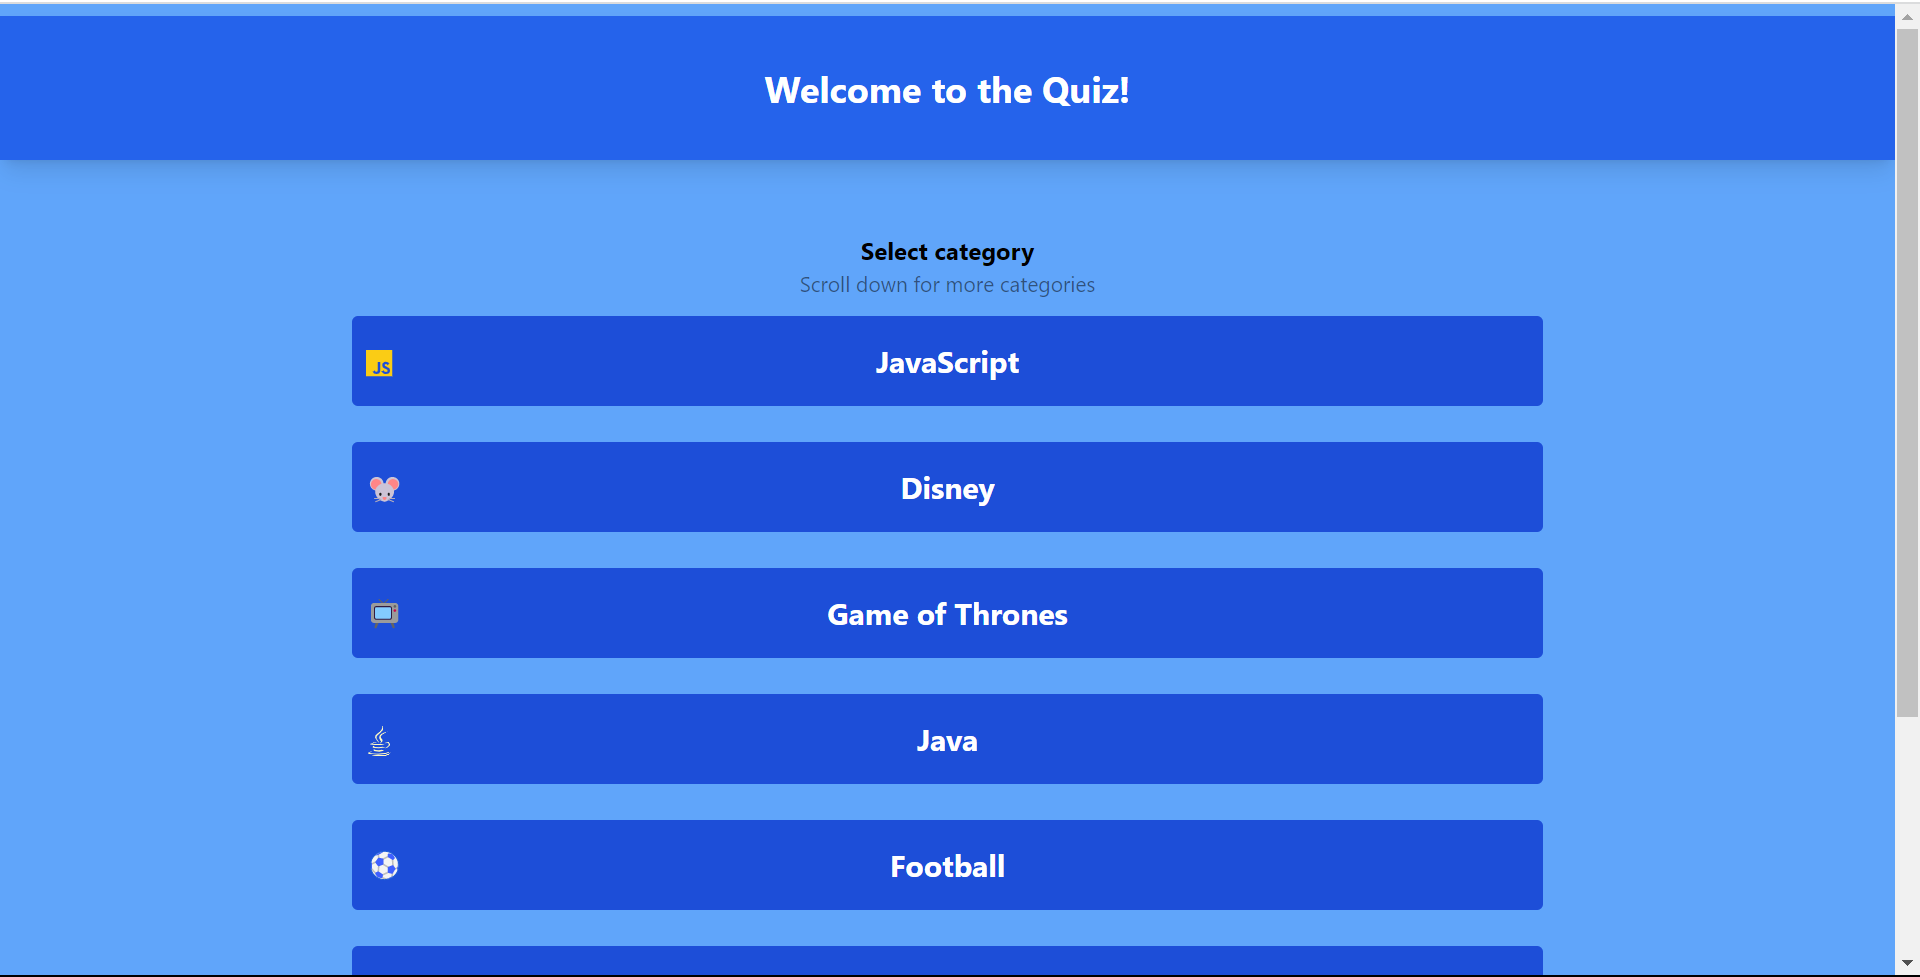 Welcome to the Quiz!
Select category
Scroll down for more categories
JS JavaScript
Disney
Game of Thrones
Java
Football